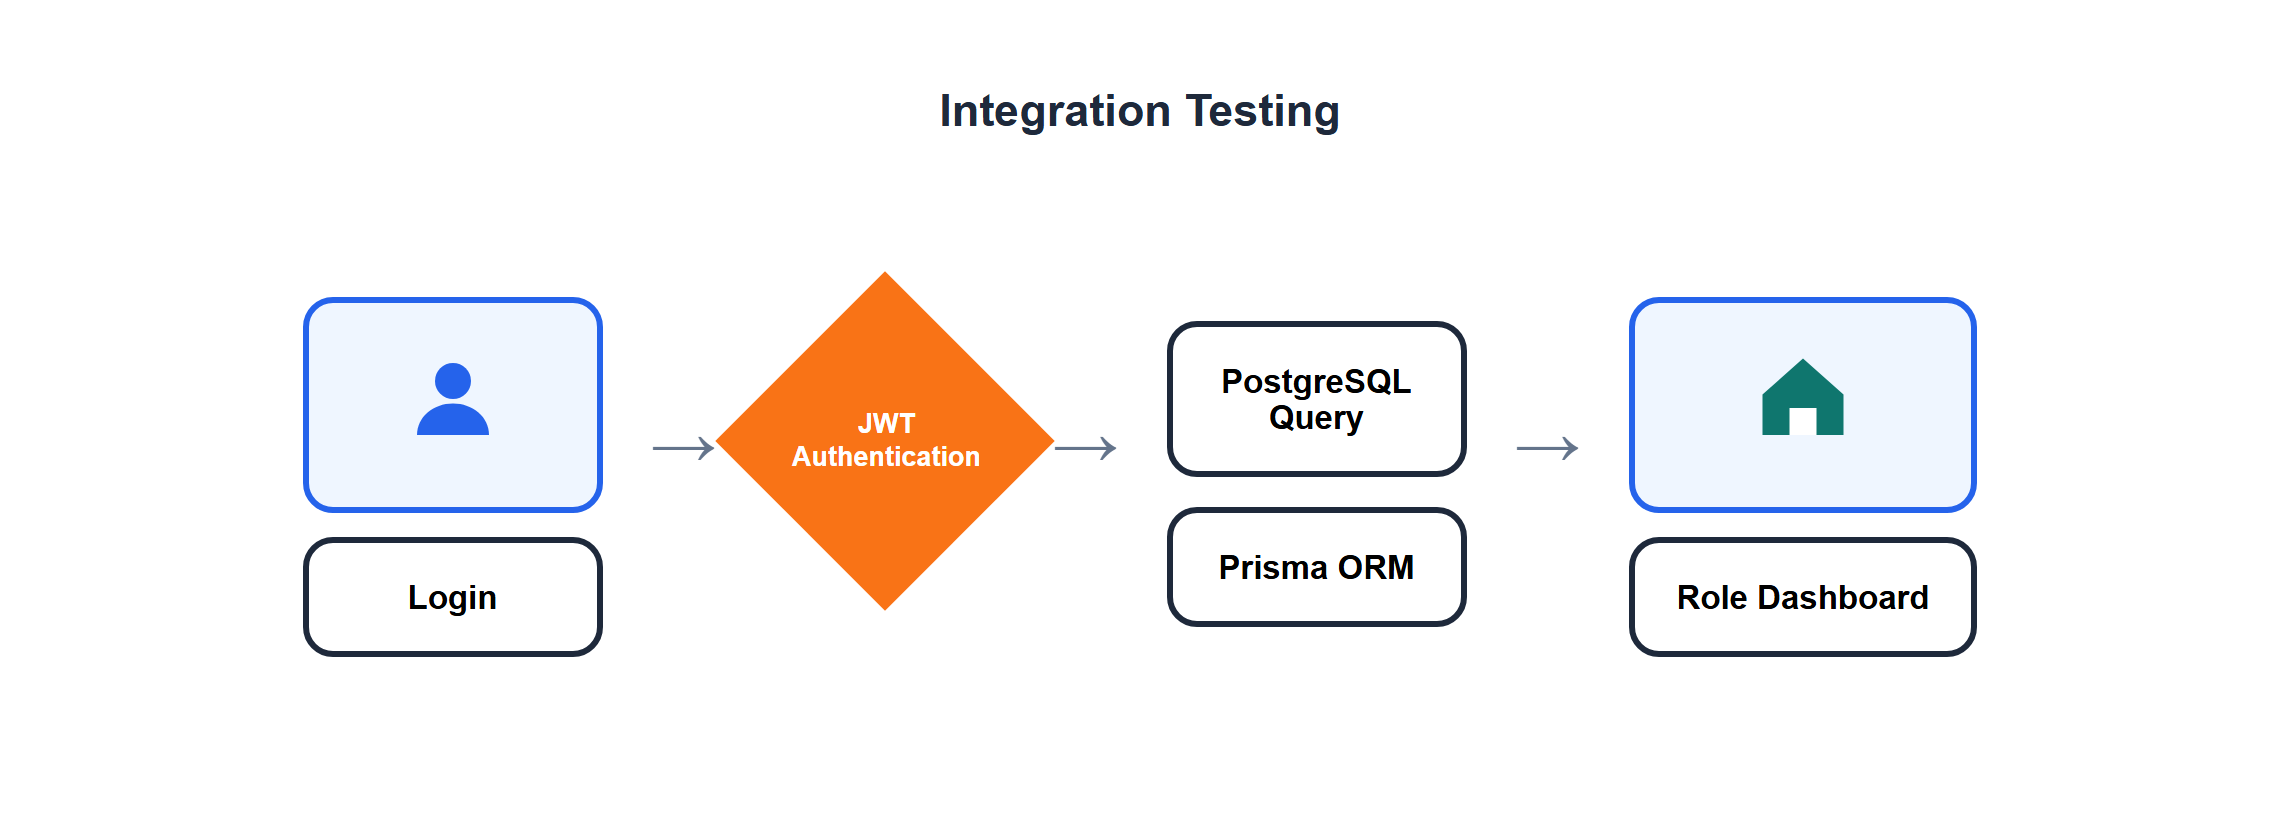 Integration Testing
JWT
Authentication
PostgreSQL
Query
Prisma ORM
Login
Role Dashboard